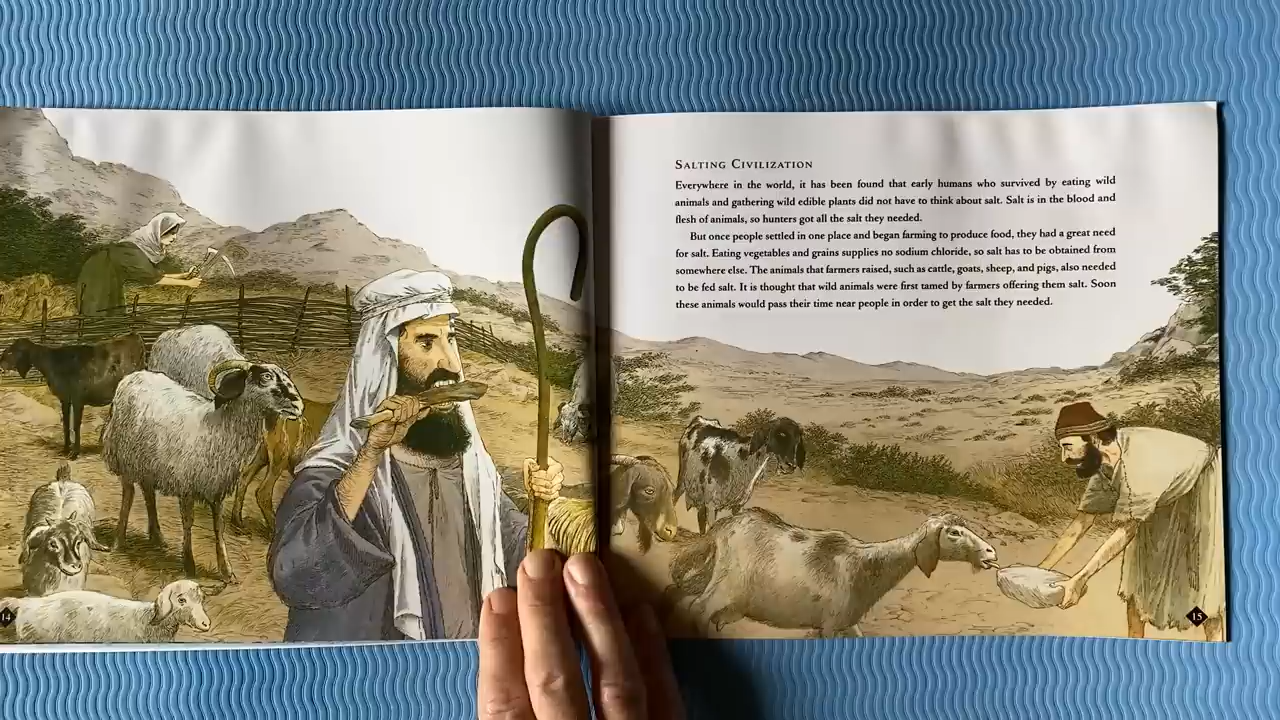 SALTING CIVILIZATION
Everywhere in the world, it has been found that early humans who survived by eating wild
animals and gathering wild edible plants did not have to think about salt. Salt is in the blood and
flesh of animals, so hunters got all the salt they needed.
But once people settled in one place and began farming to produce food, they had a great need
for salt. Eating vegetables and grains supplies no sodium chloride, so salt has to be obtained from
somewhere else. The animals that farmers raised, such as cattle, goats, sheep, and pigs, also needed
to be fed salt. It is thought that wild animals were first tamed by farmers offering them salt. Soon
these animals would pass their time near people in order to get the salt they needed.
14
15